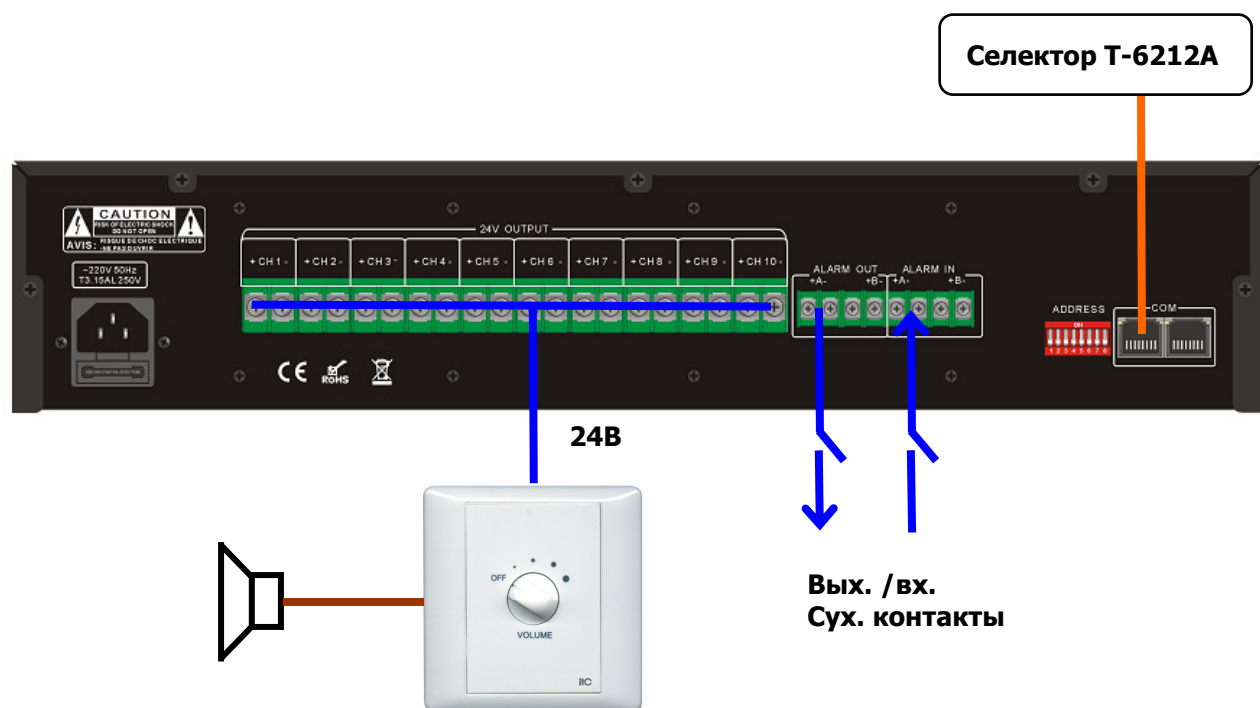 Селектор T-6212A
CAUTION
RISK OF ELECTRIC SHOCK
DO NOT OPEN
AVIS: RISQUE DE CHOC ELECTRIQUE
-NE PAS OUVRIR
~220V 50Hz
T3.15AL 250V
24V OUTPUT
+ CH 1 - + CH 2 - + CH 3 - + CH 4 - + CH 5 - + CH 6 - + CH 7 - + CH 8 - + CH 9 - + CH 10 -
ALARM OUT ALARM IN
+A- +B- +A- +B-
ADDRESS COM
ON
1 2 3 4 5 6 7 8
CE ROHS
24В
OFF
VOLUME
Вых. /вх.
Сух. контакты